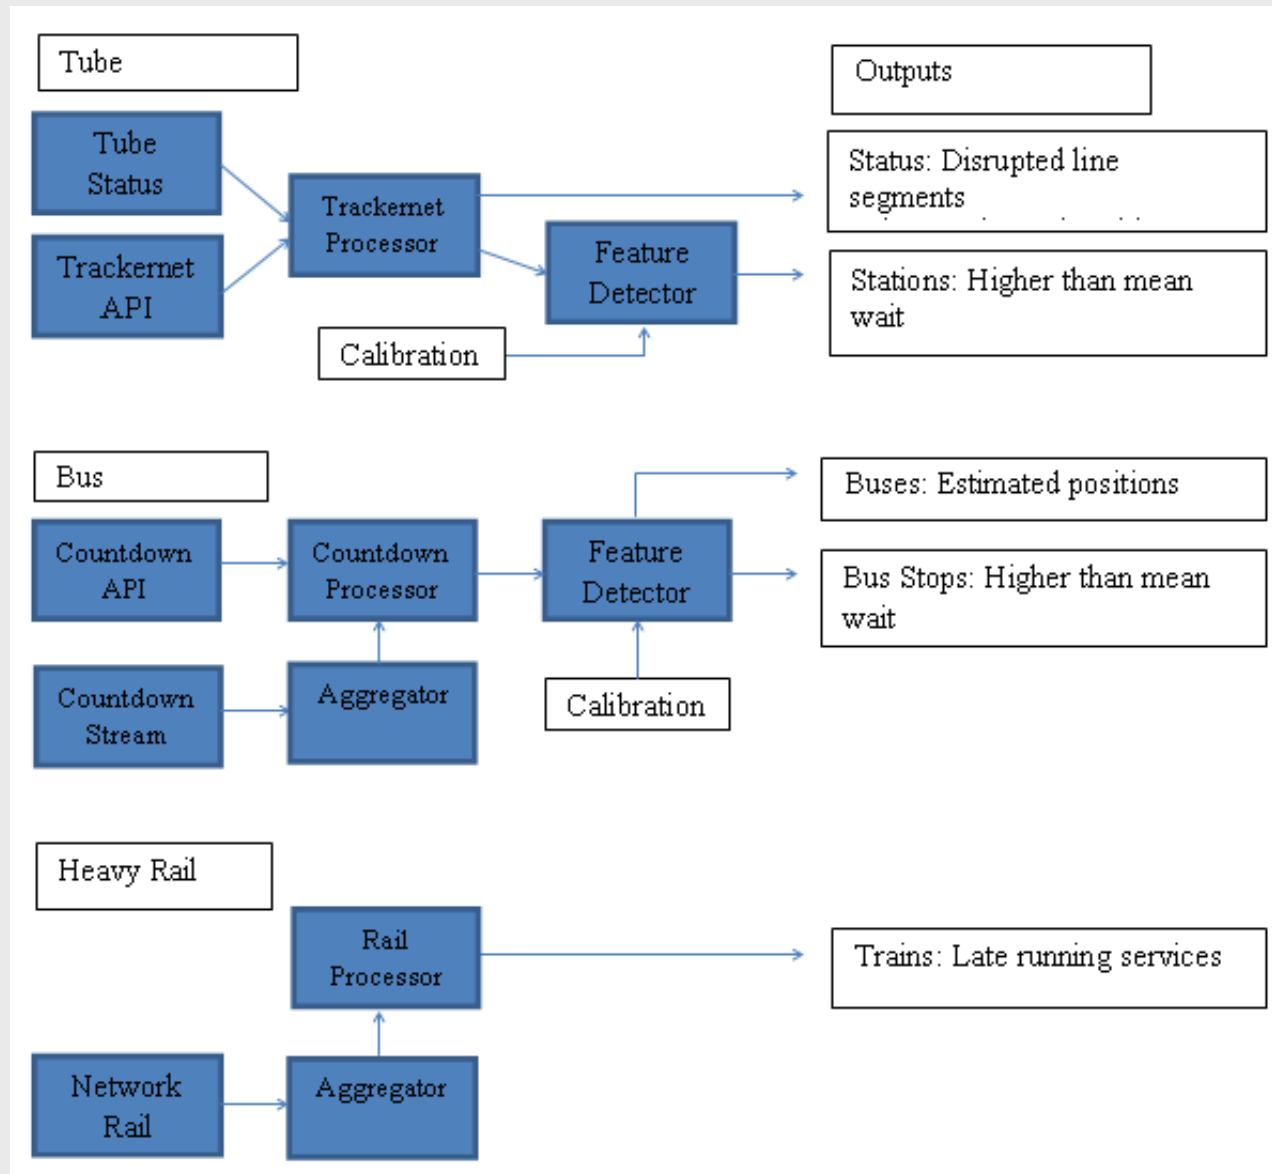 Tube
Outputs
Tube
Status
Trackernet
API
Trackernet
Processor
Feature
Detector
Calibration
Status: Disrupted line
segments
Stations: Higher than mean
wait
Bus
Countdown
API
Countdown
Processor
Feature
Detector
Countdown
Stream
Aggregator
Calibration
Buses: Estimated positions
Bus Stops: Higher than mean
wait
Heavy Rail
Rail
Processor
Network
Rail
Aggregator
Trains: Late running services